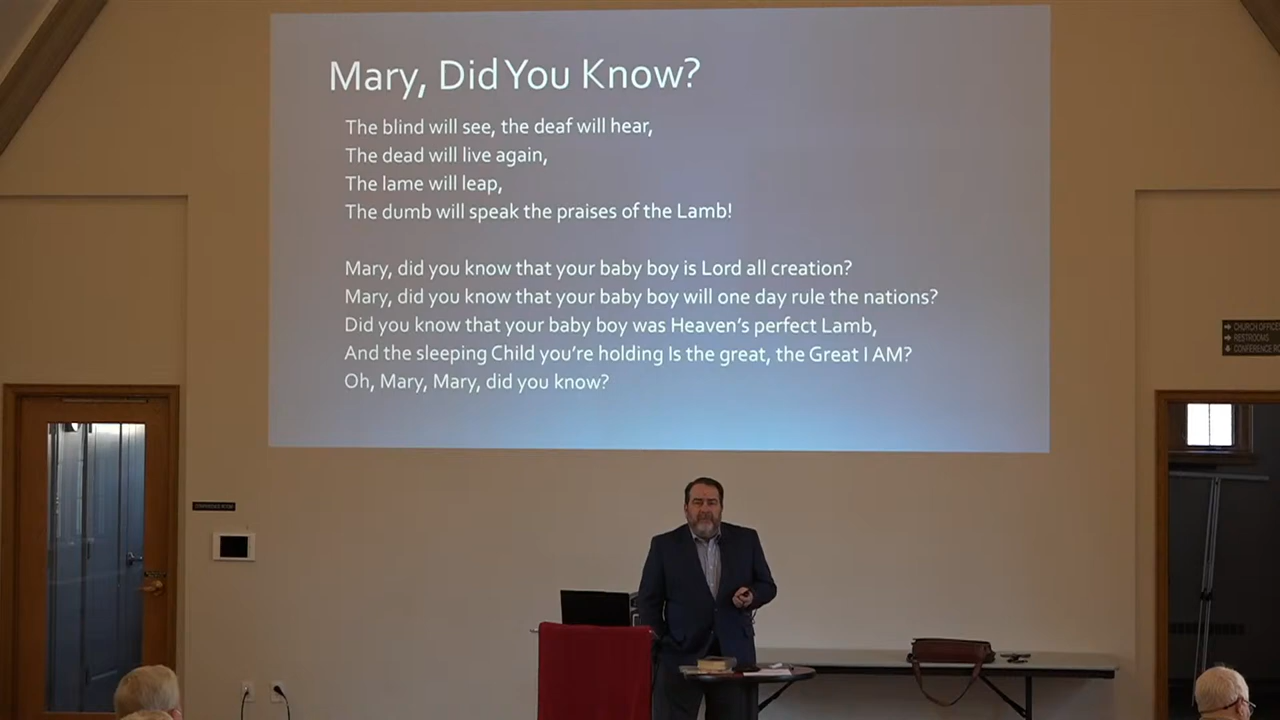 Mary, Did You Know?
The blind will see, the deaf will hear,
The dead will live again,
The lame will leap,
The dumb will speak the praises of the Lamb!
Mary, did you know that your baby boy is Lord all creation?
Mary, did you know that your baby boy will one day rule the nations?
Did you know that your baby boy was Heaven's perfect Lamb,
And the sleeping Child you're holding Is the great, the Great I AM?
Oh, Mary, Mary, did you know?
CHURCH OFFICE
RESTROOMS
CONFERENCE
CONFERENCE ROOM